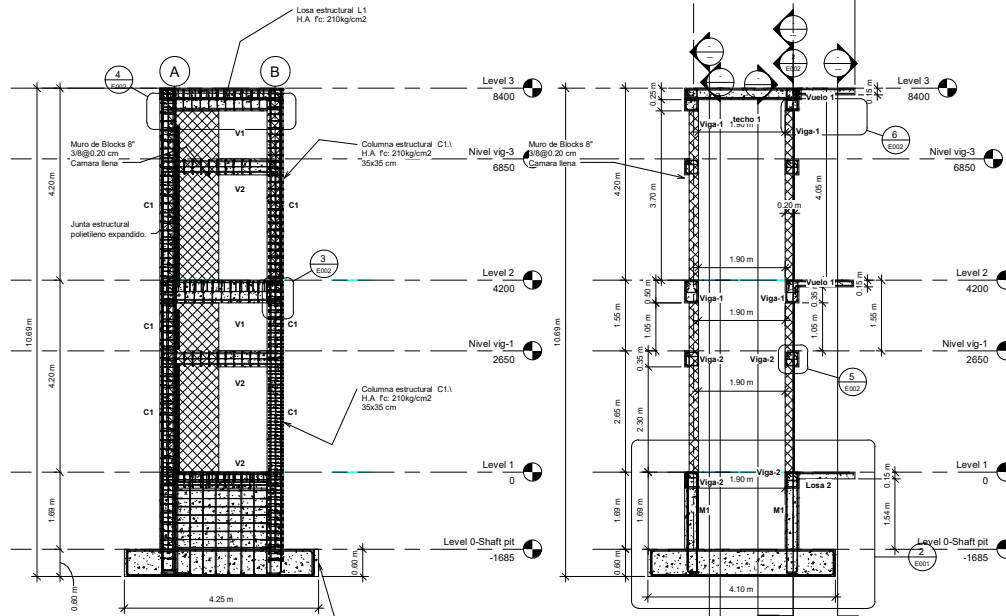 Losa estructural L1
H.A f'c: 210kg/cm2
4
E002
A
B
Level 3
8400
V1
Muro de Blocks 8"
3/8@0.20 cm
Camara llena
Columna estructural C1.\
H.A f'c: 210kg/cm2
35x35 cm
Nivel vig-3
6850
V2
C1
C1
4.20 m
Junta estructural
polietileno expandido.
3
E002
Level 2
4200
10.69 m
C1
V1
C1
Nivel vig-1
2650
4.20 m
V2
Columna estructural C1.\
H.A f'c: 210kg/cm2
35x35 cm
C1
C1
V2
Level 1
0
1.69 m
Level 0-Shaft pit
-1685
0.60 m
0.60 m
4.25 m
2
E002
Level 3
8400
0.25 m
0.15 m
Vuelo 1
techo 1
Viga-1
1.90 m
Viga-1
6
E002
Muro de Blocks 8"
3/8@0.20 cm
Camara llena
Nivel vig-3
6850
4.20 m
3.70 m
4.05 m
0.20 m
1.90 m
Level 2
4200
Vuelo 1
0.50 m
0.35 m
0.15 m
Viga-1
Viga-1
1.90 m
10.69 m
1.55 m
1.05 m
1.05 m
1.55 m
Nivel vig-1
2650
0.35 m
Viga-2
Viga-2
1.90 m
5
E002
2.65 m
2.30 m
Level 1
0
Viga-2
Viga-2
1.90 m
Losa 2
0.15 m
1.69 m
1.69 m
M1
M1
1.54 m
Level 0-Shaft pit
-1685
2
E001
0.60 m
0.60 m
4.10 m